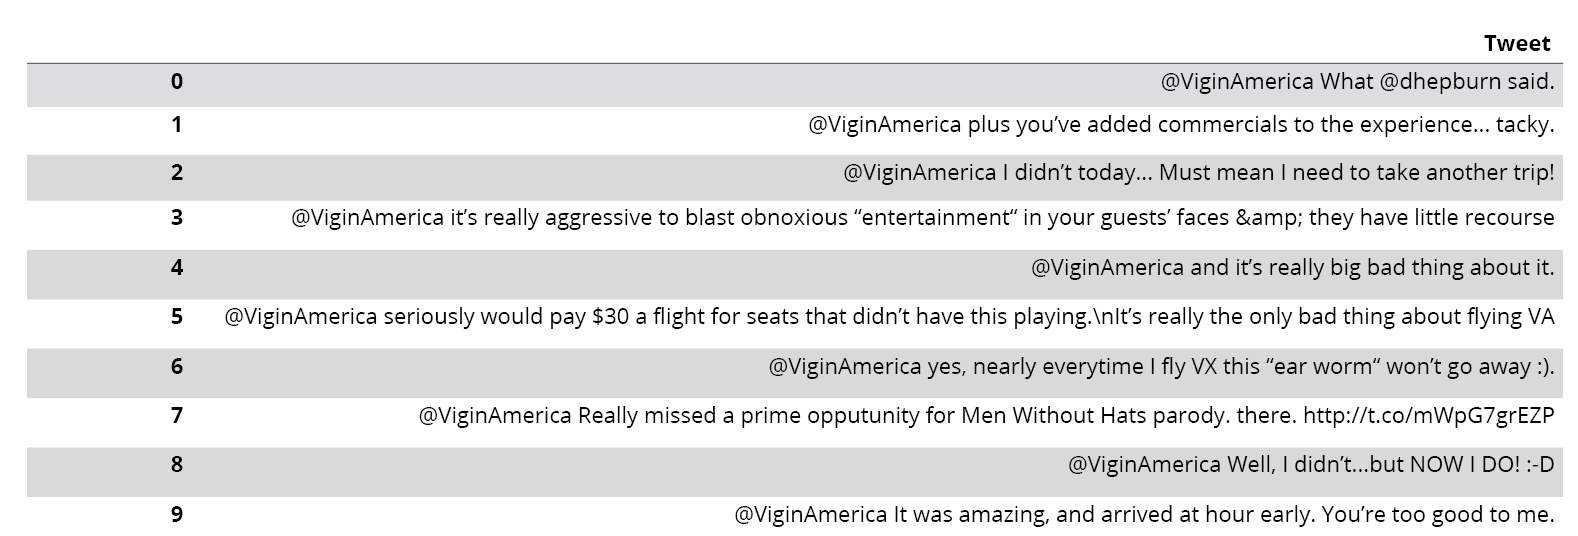 Tweet
0 @ViginAmerica What @dhepburn said.
1 @ViginAmerica plus you’ve added commercials to the experience... tacky.
2 @ViginAmerica I didn’t today... Must mean I need to take another trip!
3 @ViginAmerica it’s really aggressive to blast obnoxious “entertainment“ in your guests’ faces &amp; they have little recourse
4 @ViginAmerica and it’s really big bad thing about it.
5 @ViginAmerica seriously would pay $30 a flight for seats that didn’t have this playing.\nIt’s really the only bad thing about flying VA
6 @ViginAmerica yes, nearly everytime I fly VX this “ear worm“ won’t go away :).
7 @ViginAmerica Really missed a prime opputunity for Men Without Hats parody. there. http://t.co/mWpG7grEZP
8 @ViginAmerica Well, I didn’t...but NOW I DO! :-D
9 @ViginAmerica It was amazing, and arrived at hour early. You’re too good to me.